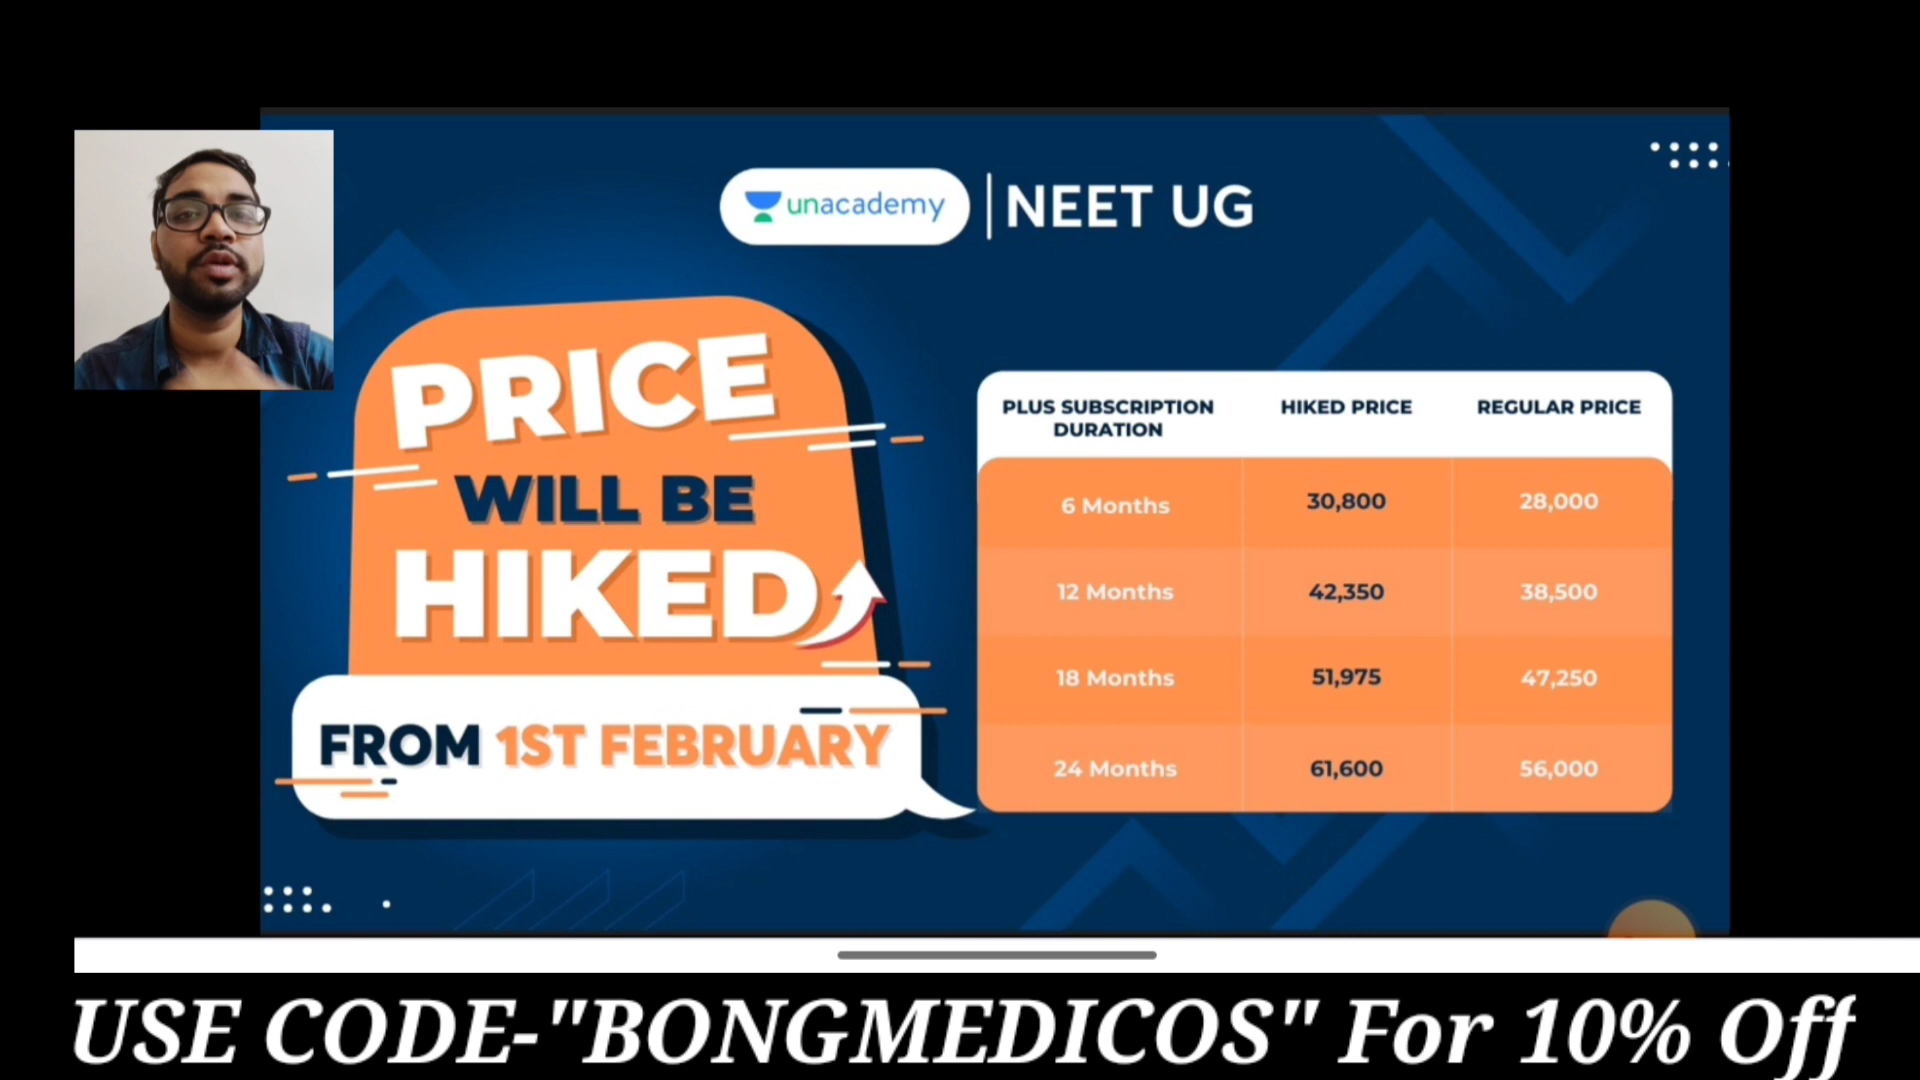 unacademy | NEET UG
PRICE
WILL BE
HIKED
FROM 1ST FEBRUARY
PLUS SUBSCRIPTION DURATION HIKED PRICE REGULAR PRICE
6 Months 30,800 28,000
12 Months 42,350 38,500
18 Months 51,975 47,250
24 Months 61,600 56,000
USE CODE-"BONGMEDICOS" For 10% Off